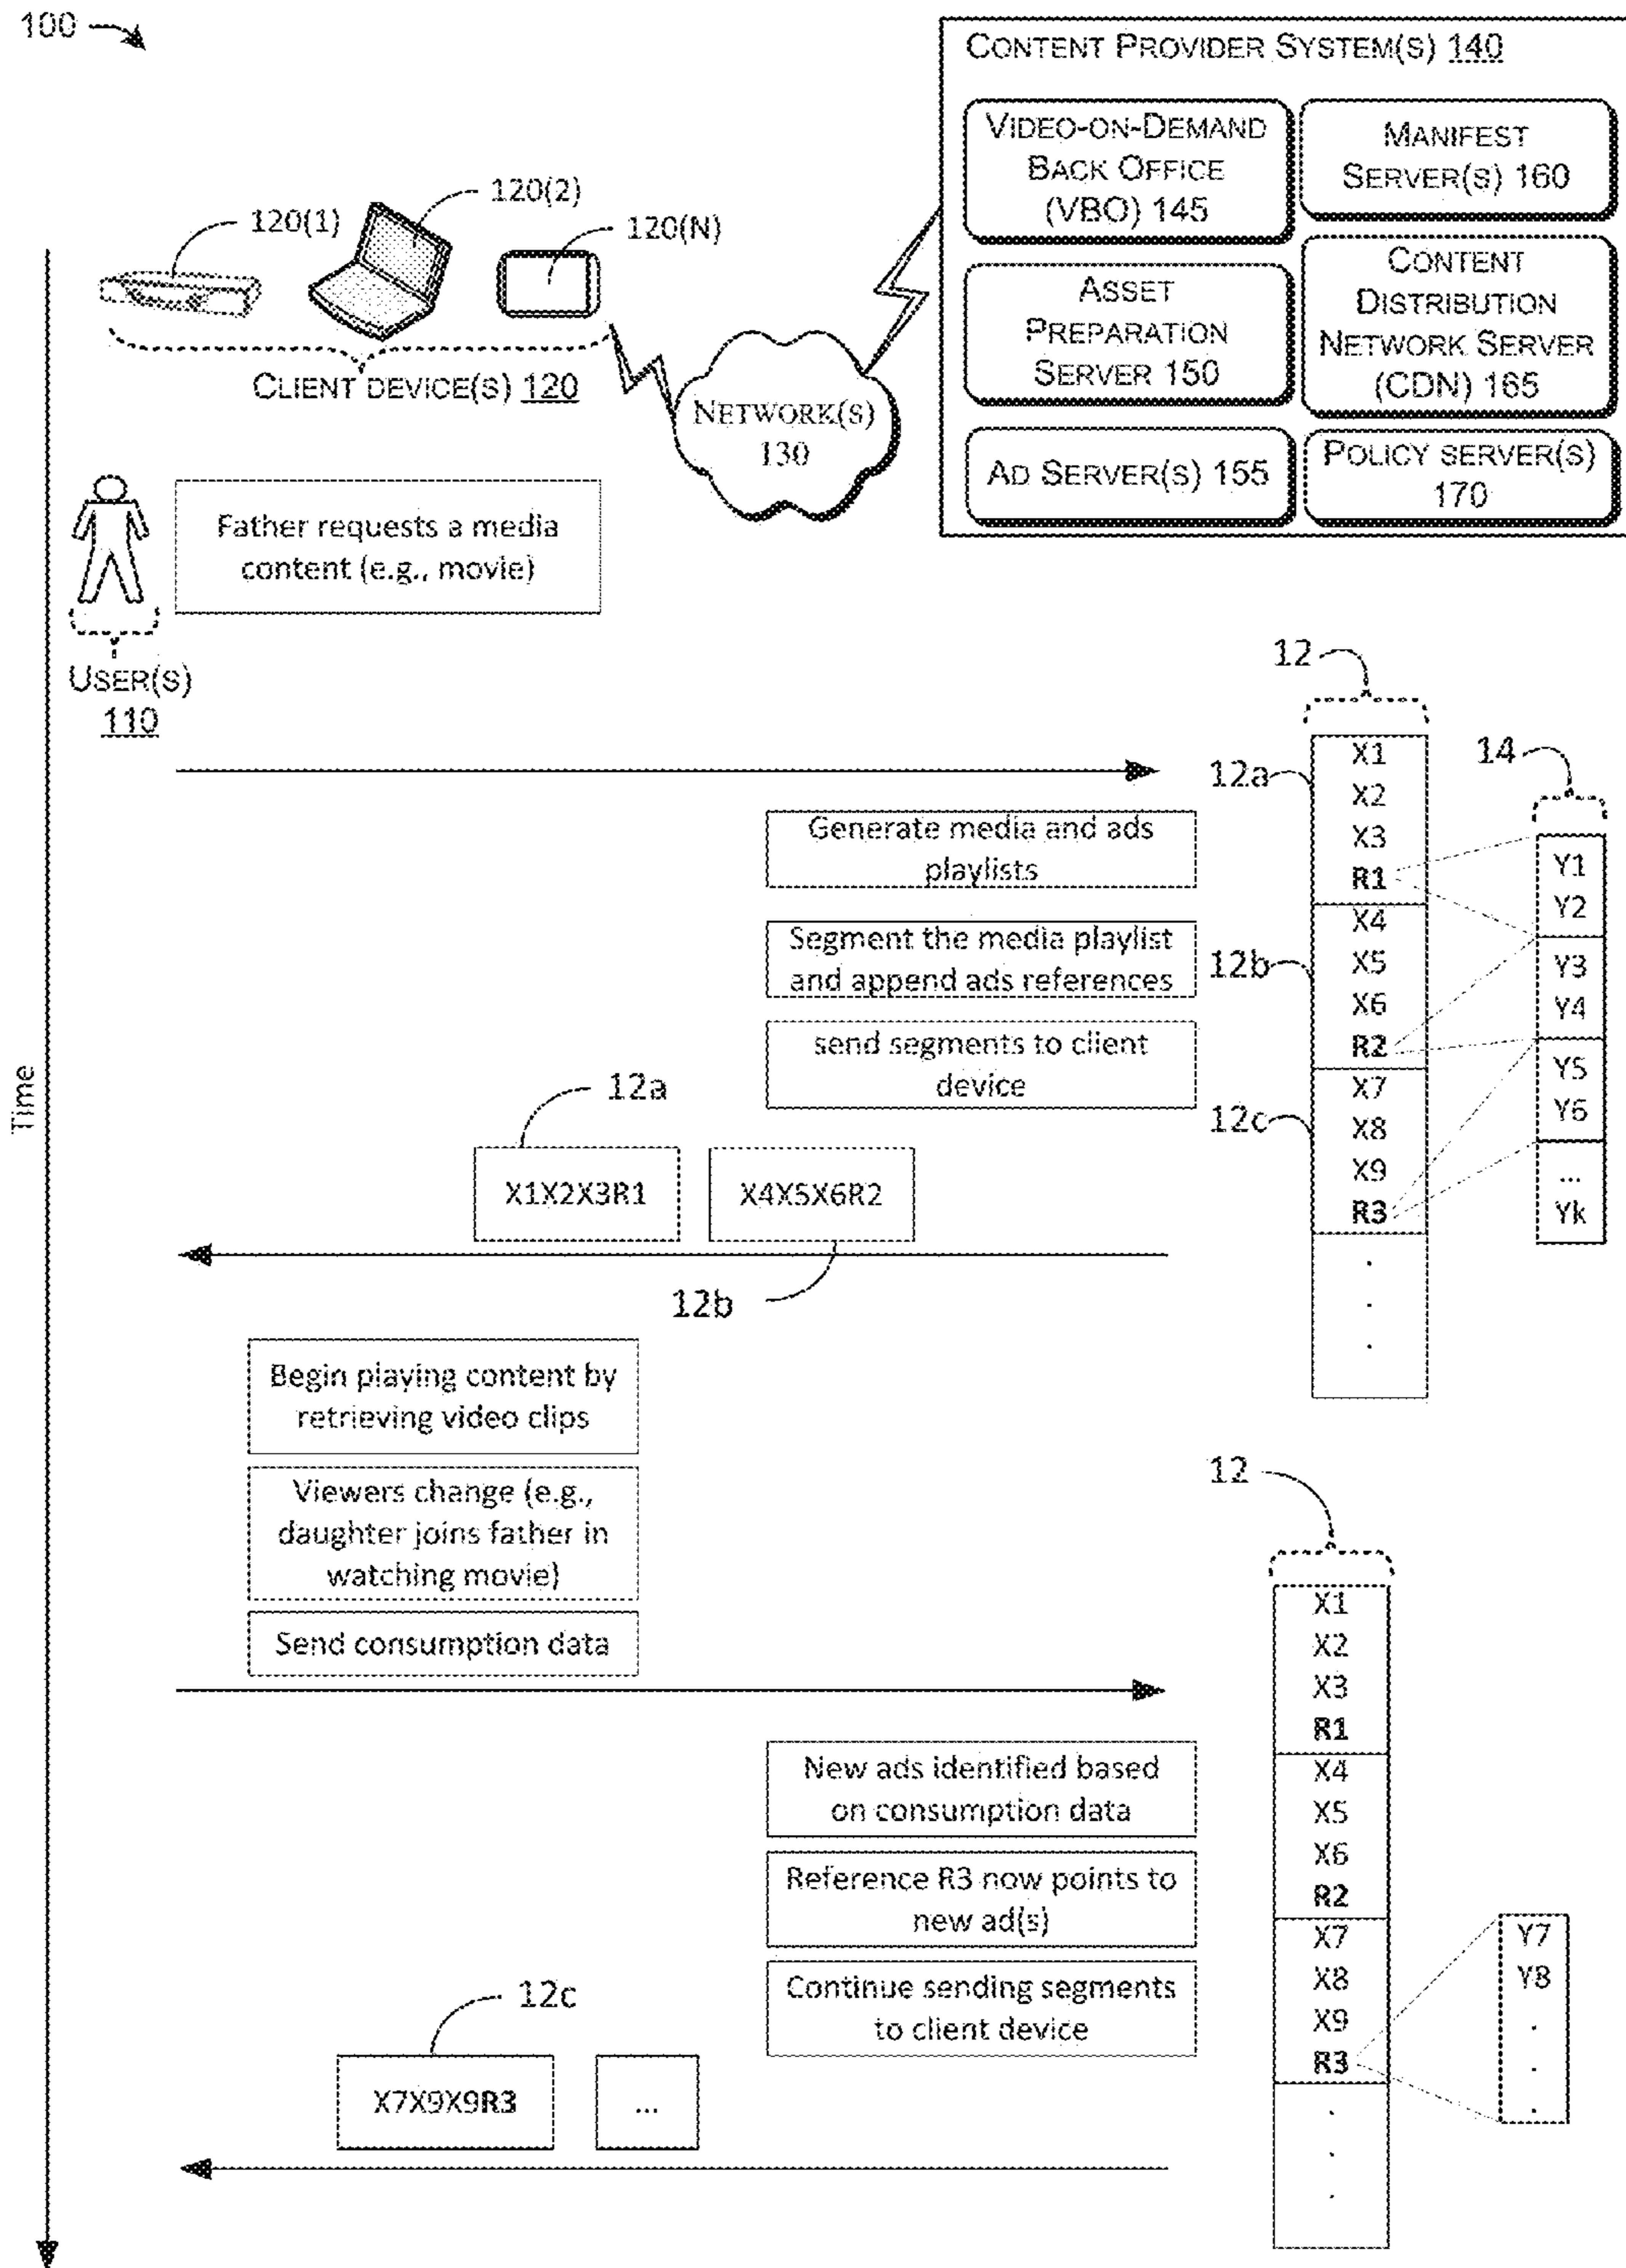 100
CONTENT PROVIDER SYSTEM(S) 140
VIDEO-ON-DEMAND
BACK OFFICE
(VBO) 145
MANIFEST
SERVER(S) 160
ASSET
PREPARATION
SERVER 150
CONTENT
DISTRIBUTION
NETWORK SERVER
(CDN) 165
AD SERVER(S) 155
POLICY SERVER(S)
170
120(1)
120(2)
120(N)
CLIENT DEVICE(S) 120
NETWORK(S)
130
Father requests a media
content (e.g., movie)
USER(S)
110
Time
12
12a
12b
12c
X1
X2
X3
R1
X4
X5
X6
R2
X7
X8
X9
R3
.
.
.
14
Y1
Y2
Y3
Y4
Y5
Y6
...
Yk
Generate media and ads
playlists
Segment the media playlist
and append ads references
send segments to client
device
12a
X1X2X3R1
X4X5X6R2
12b
Begin playing content by
retrieving video clips
Viewers change (e.g.,
daughter joins father in
watching movie)
Send consumption data
12
X1
X2
X3
R1
X4
X5
X6
R2
X7
X8
X9
R3
.
.
.
Y7
Y8
.
.
.
New ads identified based
on consumption data
Reference R3 now points to
new ad(s)
Continue sending segments
to client device
12c
X7X9X9R3
...